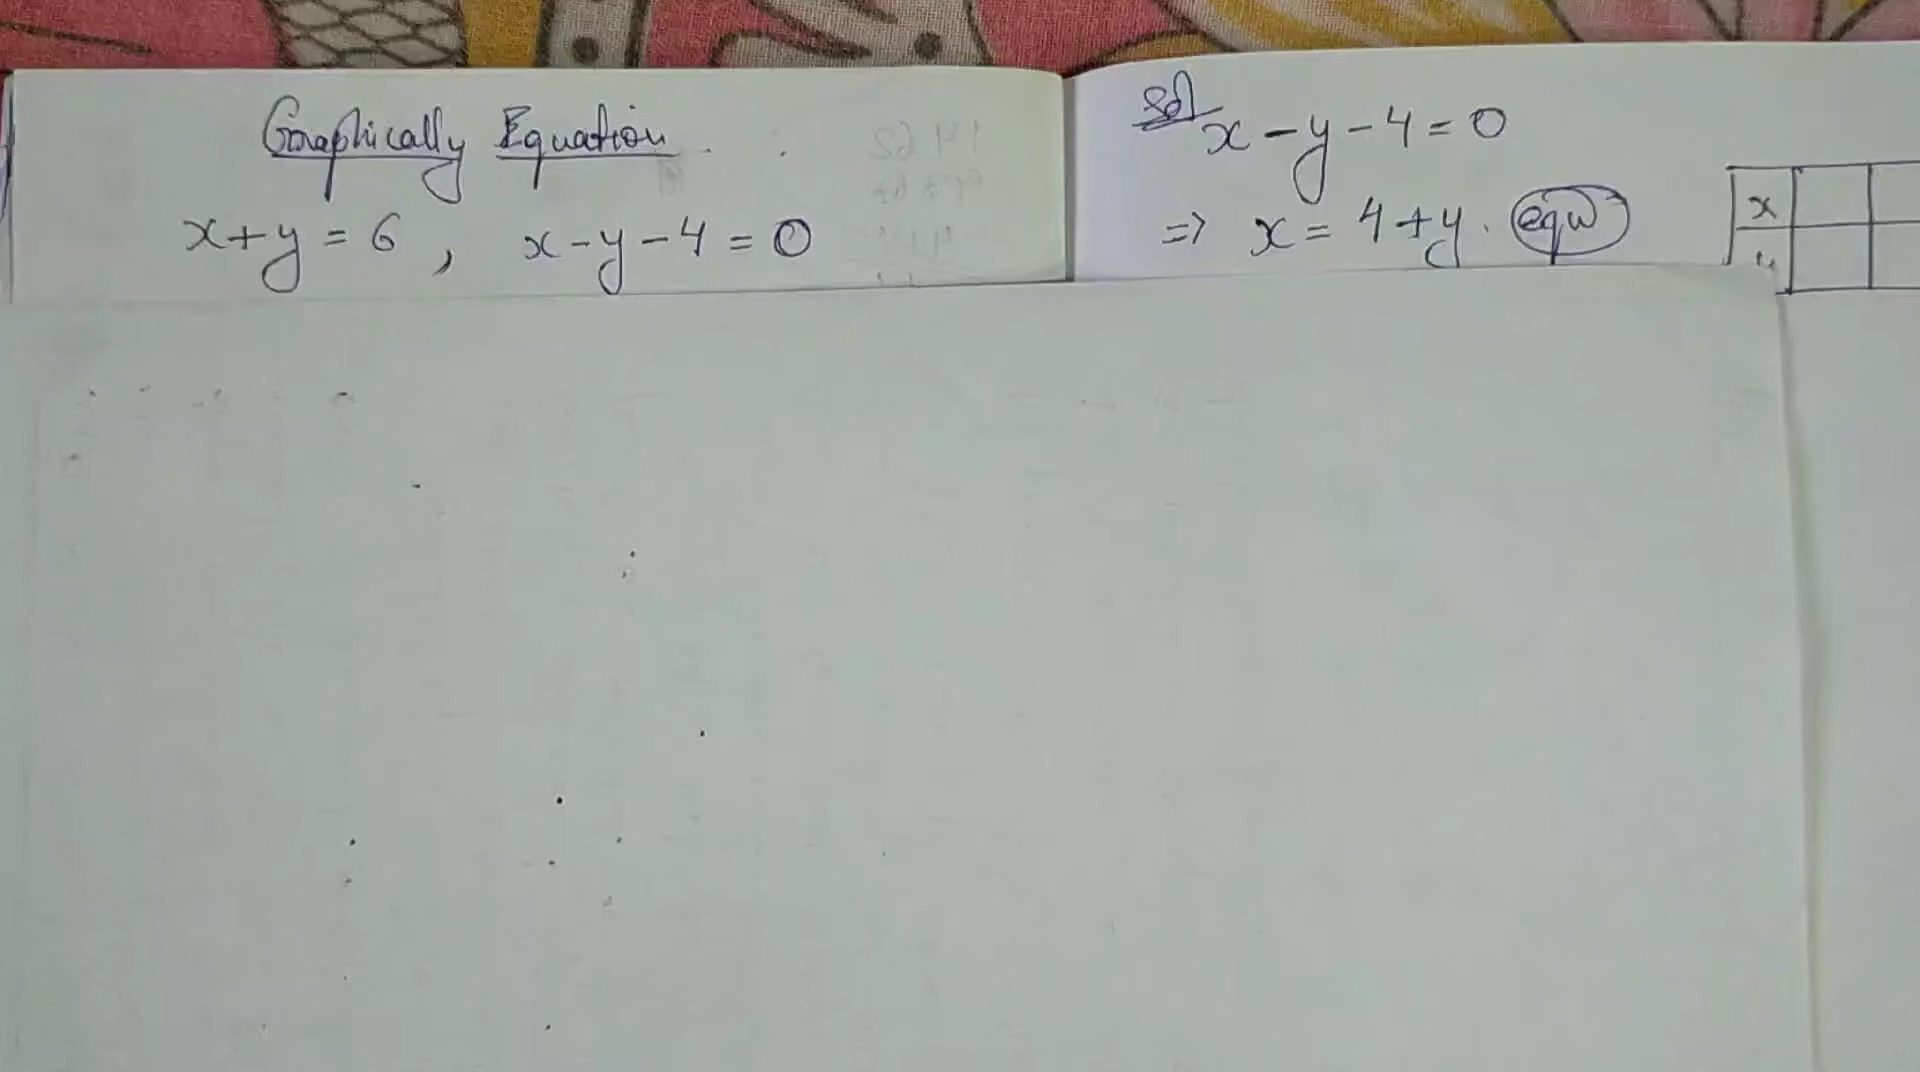 Graphically Equation
x+y=6, x-y-4=0
Sol x-y-4=0
=> x=4+y. eqⁿ
x
y